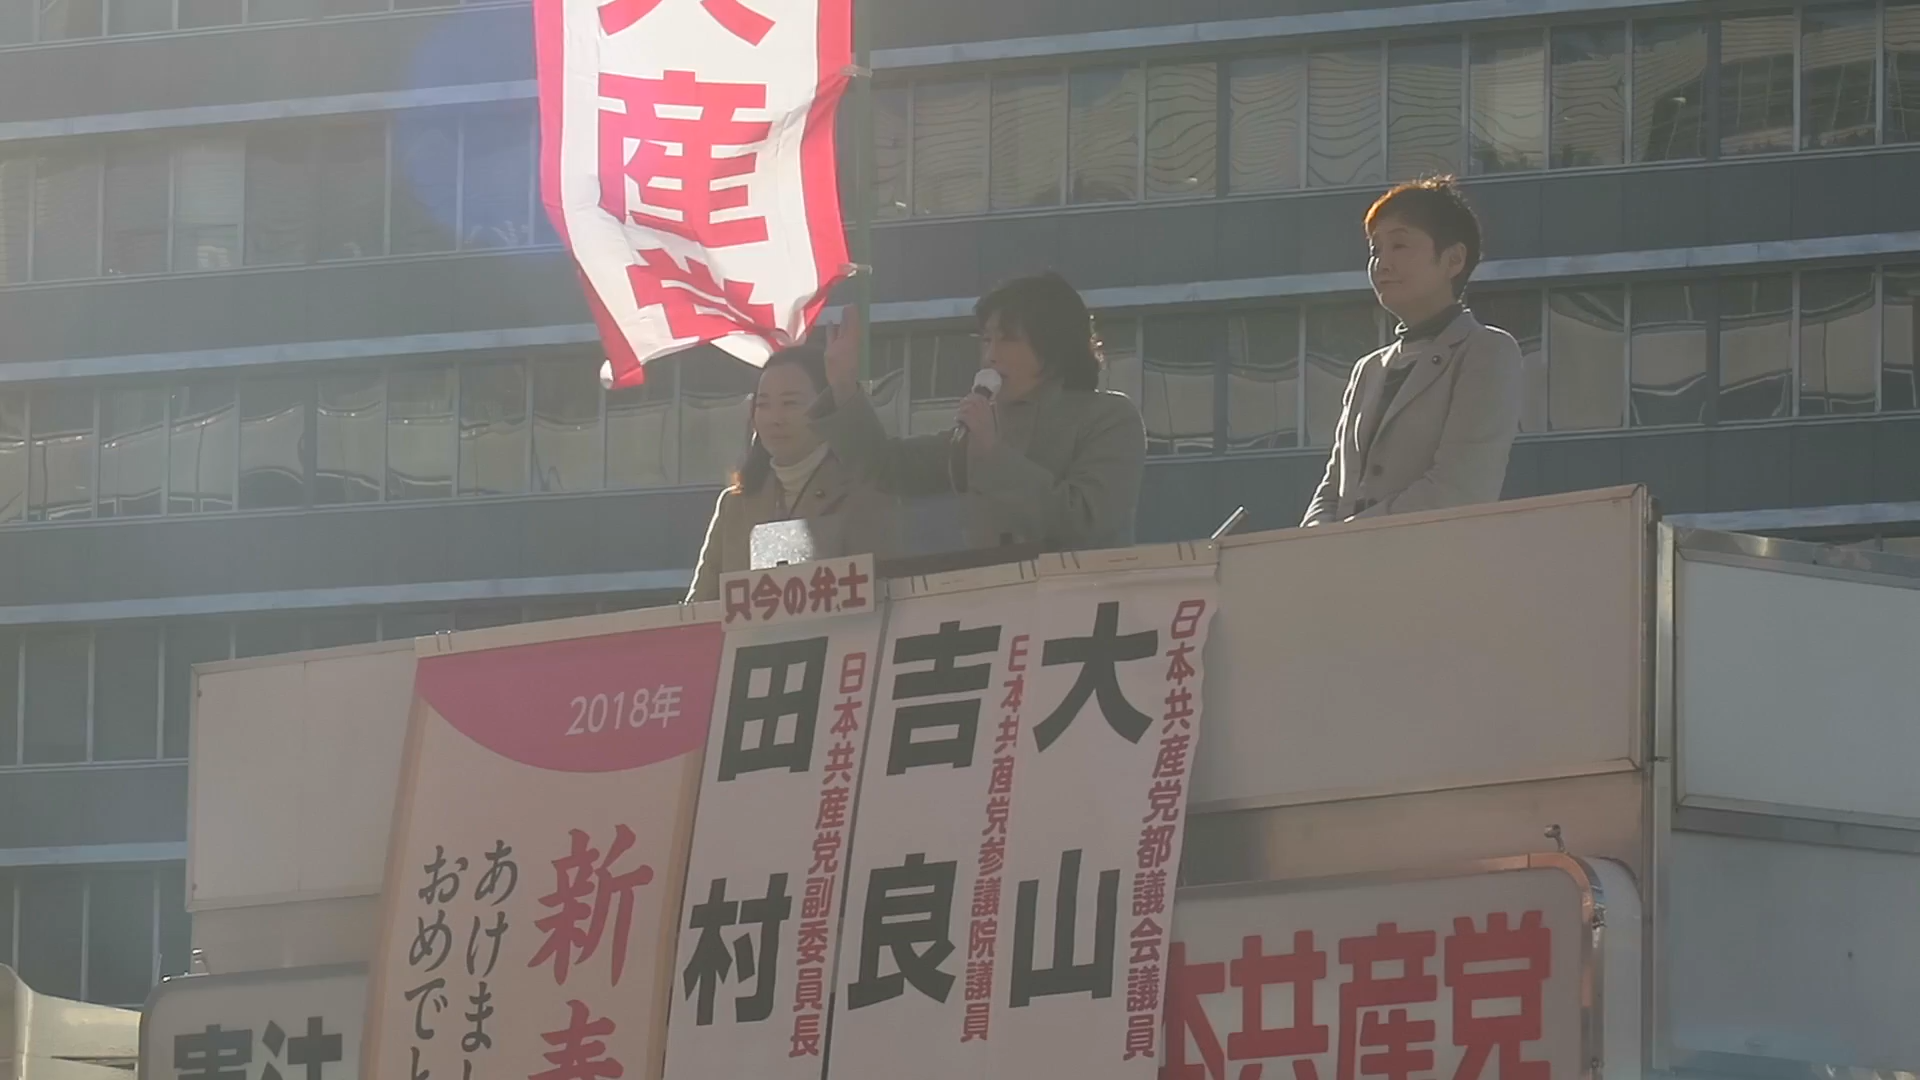 産
只今の弁士
日本共産党都議会議員
大山
日本共産党参議院議員
吉良
日本共産党副委員長
田村
2018年
新春
あけまし
おめでと
本共産党